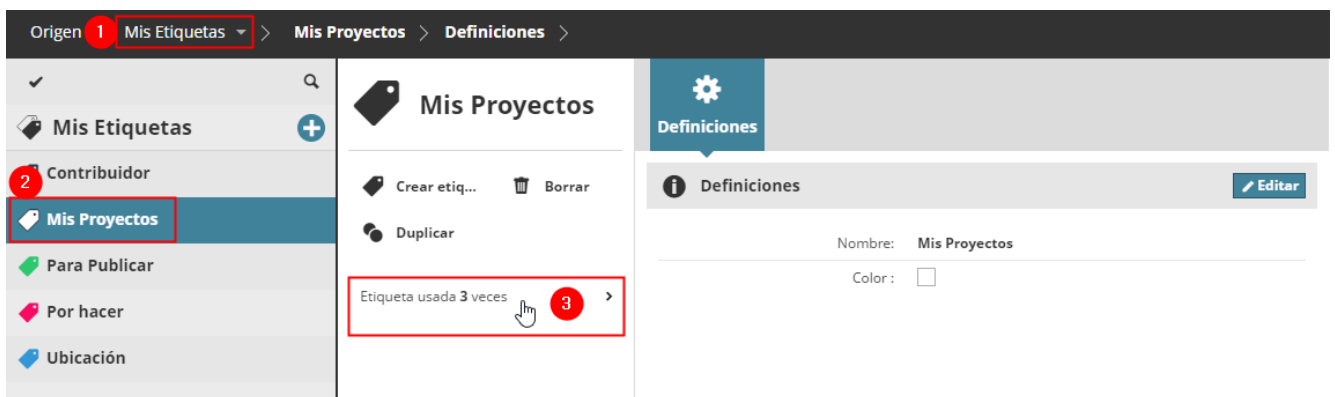 Origen 1 Mis Etiquetas > Mis Proyectos > Definiciones >
Mis Etiquetas
Contribuidor
2
Mis Proyectos
Para Publicar
Por hacer
Ubicación
Mis Proyectos
Crear etiq... Borrar
Duplicar
Etiqueta usada 3 veces 3 >
Definiciones
Definiciones Editar
Nombre: Mis Proyectos
Color :